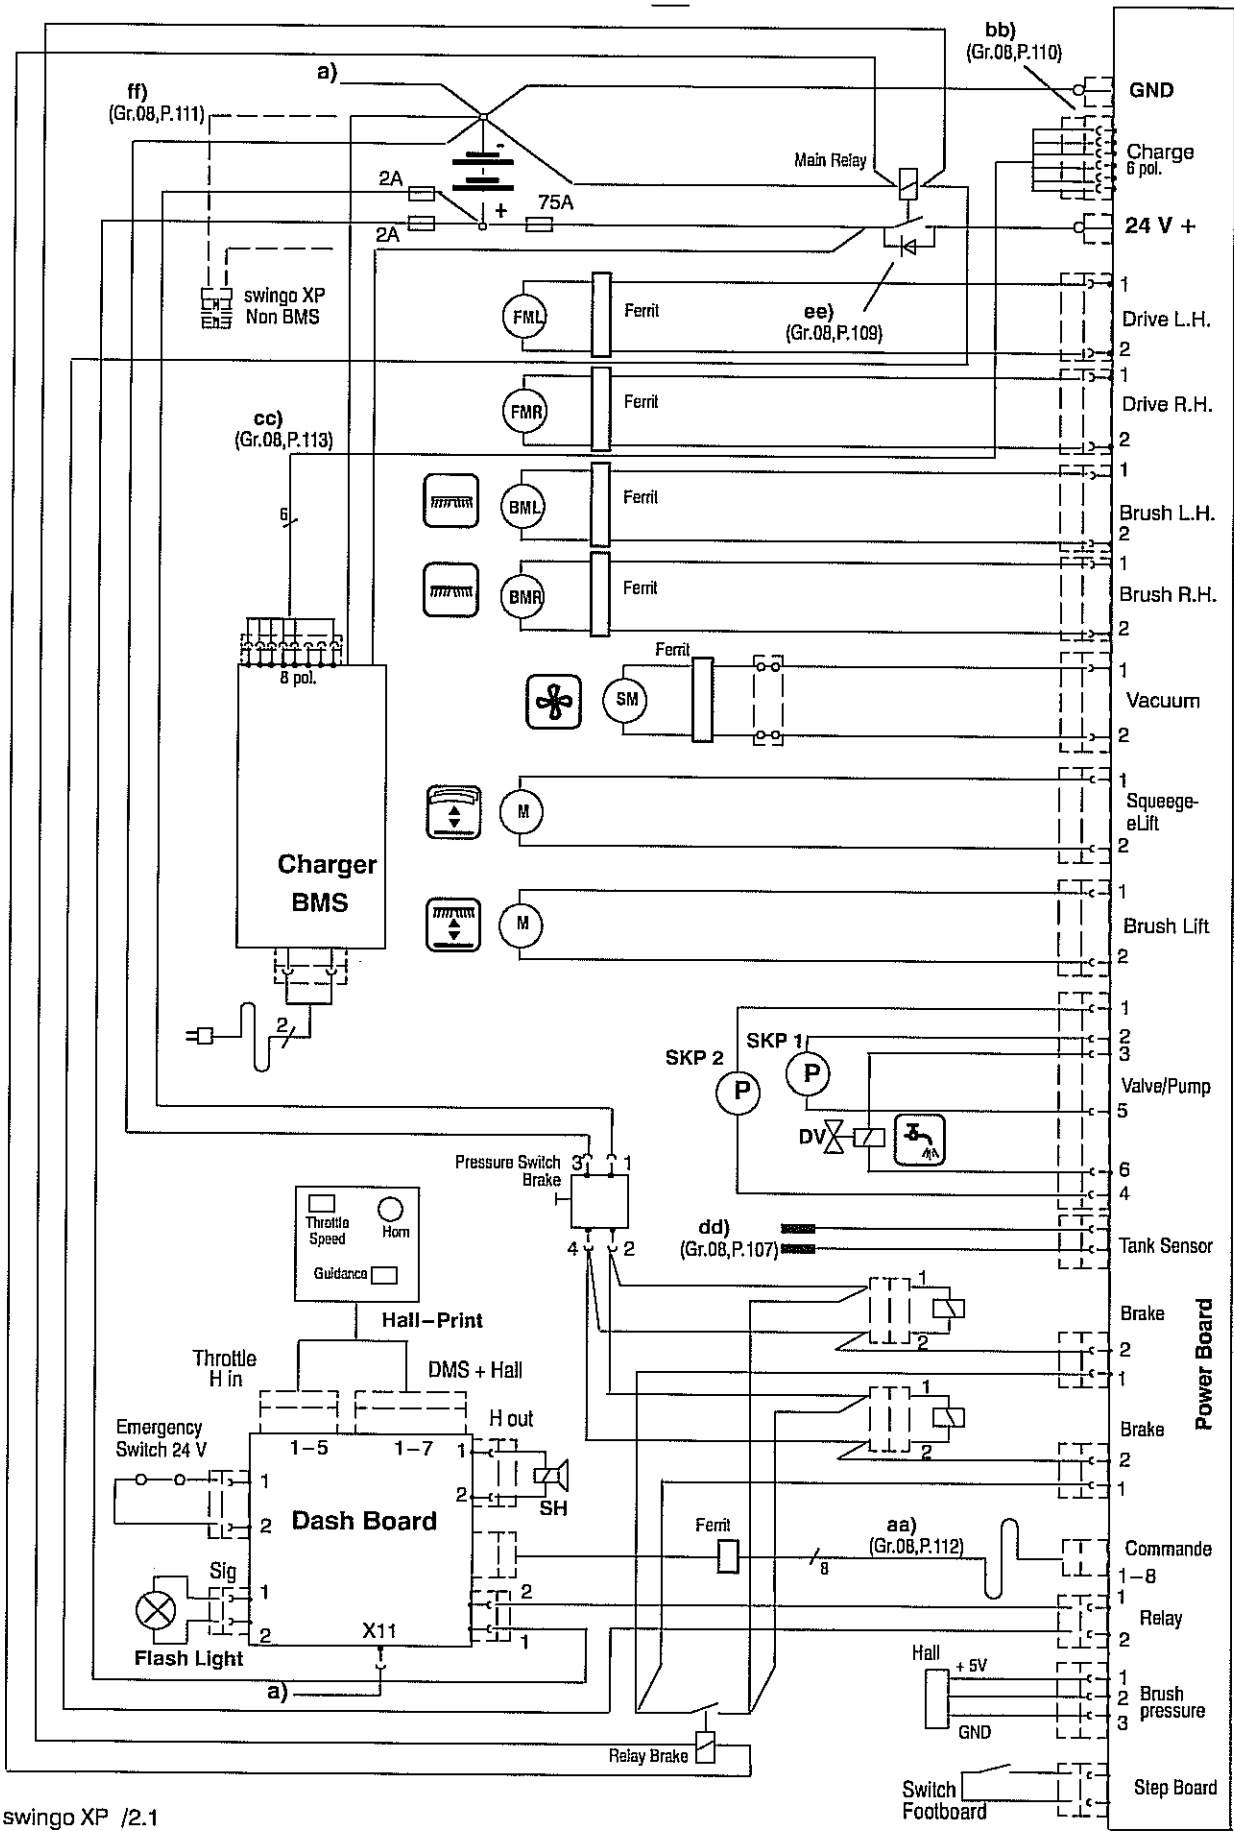 bb)
(Gr.08,P.110)
a)
ff)
(Gr.08,P.111)
GND
Charge
6 pol.
Main Relay
-
2A
+
75A
2A
24 V +
swingo XP
Non BMS
ee)
(Gr.08,P.109)
FML
Ferrit
1
Drive L.H.
2
FMR
Ferrit
1
Drive R.H.
2
cc)
(Gr.08,P.113)
6
BML
Ferrit
1
Brush L.H.
2
BMR
Ferrit
1
Brush R.H.
2
8 pol.
Ferrit
SM
1
Vacuum
2
M
1
Squeege-
eLift
2
Charger
BMS
M
1
Brush Lift
2
2
SKP 2
P
SKP 1
P
DV
1
2
3
Valve/Pump
5
6
4
Pressure Switch
Brake
3
1
4
2
dd)
(Gr.08,P.107)
Tank Sensor
Throttle
Speed
Horn
Guidance
Hall-Print
1
2
Brake
2
1
Power Board
Throttle
H in
DMS + Hall
1
2
Brake
2
1
Emergency
Switch 24 V
1
2
1-5
1-7
H out
1
2
SH
Dash Board
Ferrit
8
aa)
(Gr.08,P.112)
Commande
1-8
Sig
1
2
Flash Light
X11
2
1
1
Relay
2
a)
Hall
+ 5V
GND
1
2
3
Brush
pressure
Relay Brake
Switch
Footboard
Step Board
swingo XP /2.1